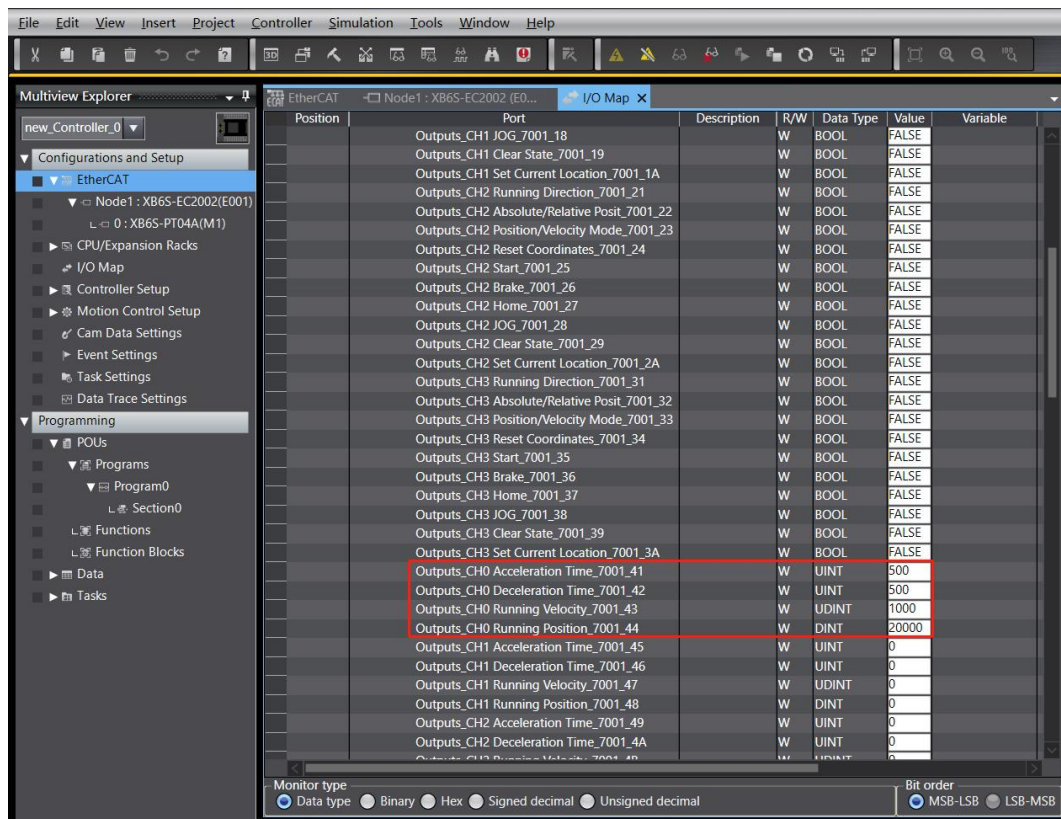 File Edit View Insert Project Controller Simulation Tools Window Help
Multiview Explorer
new_Controller_0
Configurations and Setup
EtherCAT
Node1 : XB6S-EC2002(E001)
0 : XB6S-PT04A(M1)
CPU/Expansion Racks
I/O Map
Controller Setup
Motion Control Setup
Cam Data Settings
Event Settings
Task Settings
Data Trace Settings
Programming
POUs
Programs
Program0
Section0
Functions
Function Blocks
Data
Tasks
EtherCAT Node1 : XB6S-EC2002 (E0... I/O Map
Position Port Description R/W Data Type Value Variable
Outputs_CH1 JOG_7001_18 W BOOL FALSE
Outputs_CH1 Clear State_7001_19 W BOOL FALSE
Outputs_CH1 Set Current Location_7001_1A W BOOL FALSE
Outputs_CH2 Running Direction_7001_21 W BOOL FALSE
Outputs_CH2 Absolute/Relative Posit_7001_22 W BOOL FALSE
Outputs_CH2 Position/Velocity Mode_7001_23 W BOOL FALSE
Outputs_CH2 Reset Coordinates_7001_24 W BOOL FALSE
Outputs_CH2 Start_7001_25 W BOOL FALSE
Outputs_CH2 Brake_7001_26 W BOOL FALSE
Outputs_CH2 Home_7001_27 W BOOL FALSE
Outputs_CH2 JOG_7001_28 W BOOL FALSE
Outputs_CH2 Clear State_7001_29 W BOOL FALSE
Outputs_CH2 Set Current Location_7001_2A W BOOL FALSE
Outputs_CH3 Running Direction_7001_31 W BOOL FALSE
Outputs_CH3 Absolute/Relative Posit_7001_32 W BOOL FALSE
Outputs_CH3 Position/Velocity Mode_7001_33 W BOOL FALSE
Outputs_CH3 Reset Coordinates_7001_34 W BOOL FALSE
Outputs_CH3 Start_7001_35 W BOOL FALSE
Outputs_CH3 Brake_7001_36 W BOOL FALSE
Outputs_CH3 Home_7001_37 W BOOL FALSE
Outputs_CH3 JOG_7001_38 W BOOL FALSE
Outputs_CH3 Clear State_7001_39 W BOOL FALSE
Outputs_CH3 Set Current Location_7001_3A W BOOL FALSE
Outputs_CH0 Acceleration Time_7001_41 W UINT 500
Outputs_CH0 Deceleration Time_7001_42 W UINT 500
Outputs_CH0 Running Velocity_7001_43 W UDINT 1000
Outputs_CH0 Running Position_7001_44 W DINT 20000
Outputs_CH1 Acceleration Time_7001_45 W UINT 0
Outputs_CH1 Deceleration Time_7001_46 W UINT 0
Outputs_CH1 Running Velocity_7001_47 W UDINT 0
Outputs_CH1 Running Position_7001_48 W DINT 0
Outputs_CH2 Acceleration Time_7001_49 W UINT 0
Outputs_CH2 Deceleration Time_7001_4A W UINT 0
Monitor type Bit order
Data type Binary Hex Signed decimal Unsigned decimal MSB-LSB LSB-MSB